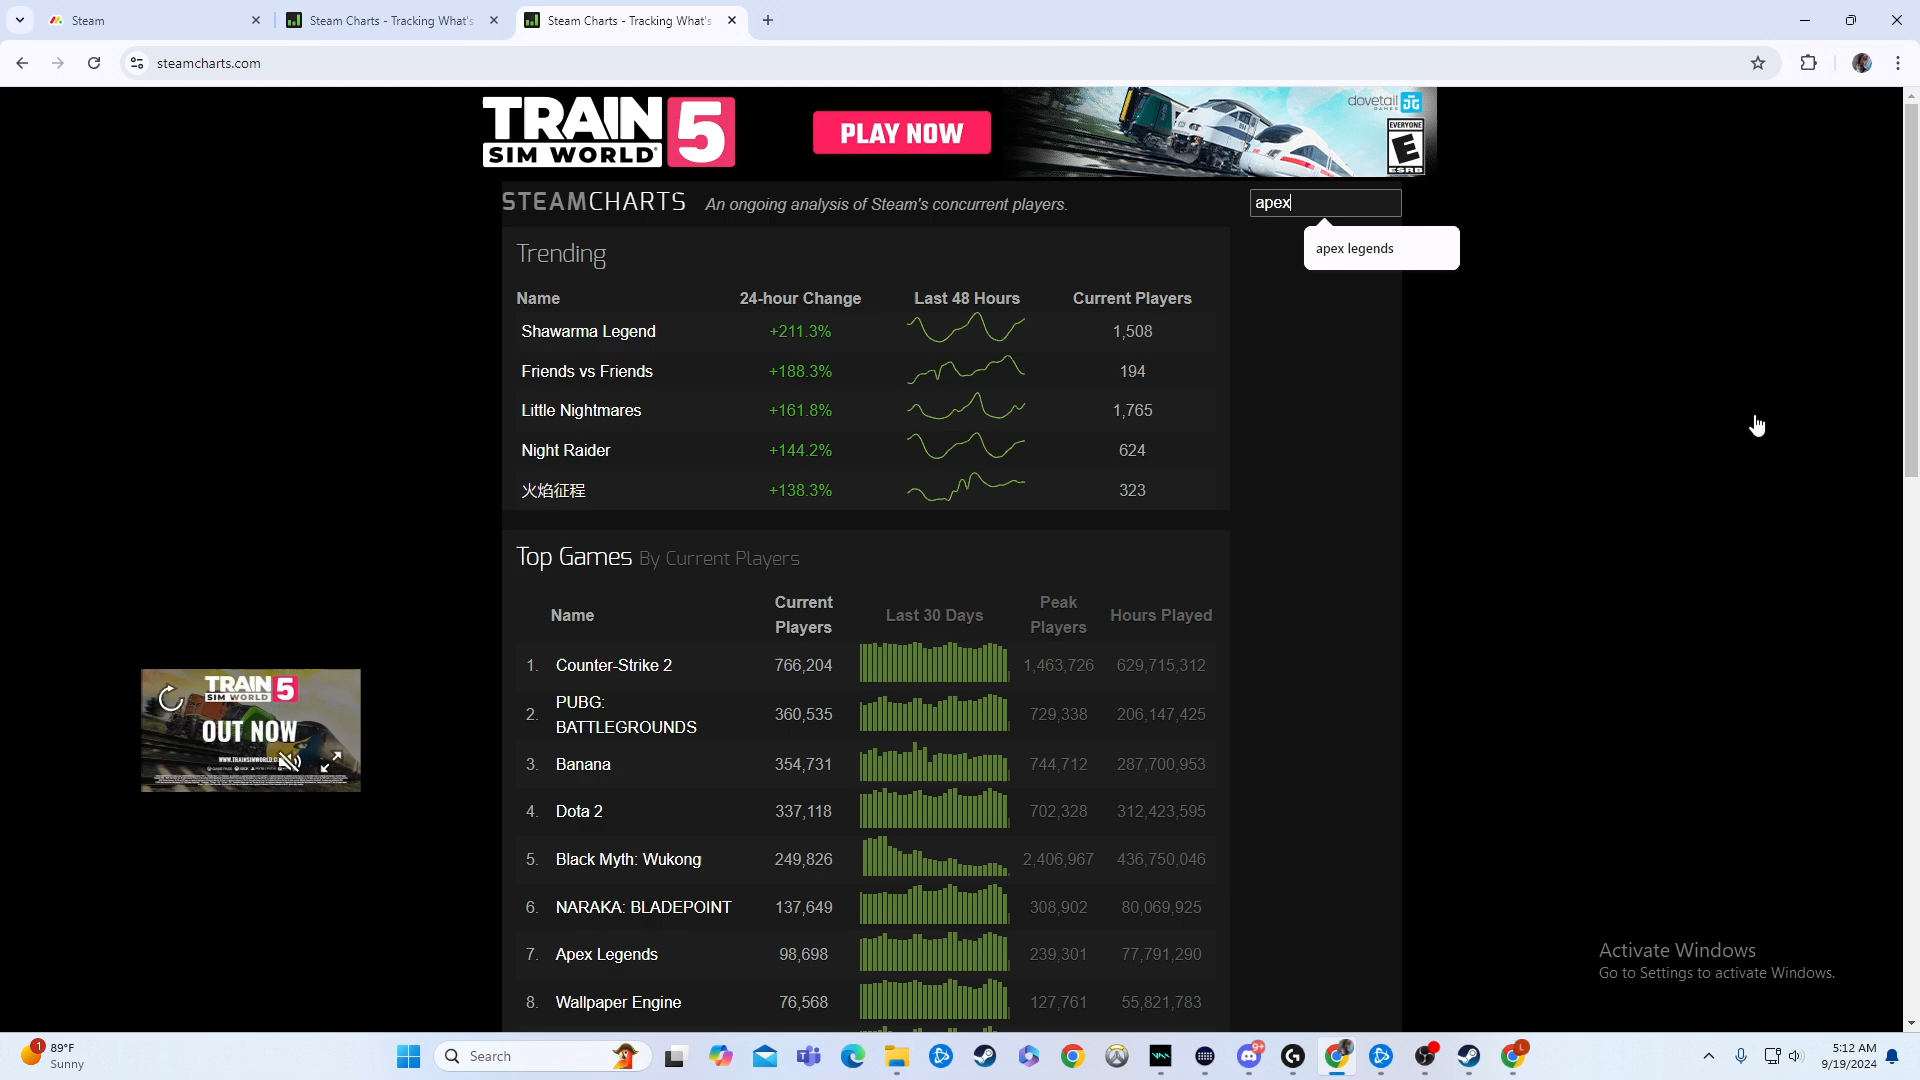 Steam
Steam Charts - Tracking What's
Steam Charts - Tracking What's
steamcharts.com
TRAIN 5
SIM WORLD
PLAY NOW
dovetail
GAMES
EVERYONE
E
ESRB
STEAMCHARTS An ongoing analysis of Steam's concurrent players.
apex
apex legends
Trending
Name 24-hour Change Last 48 Hours Current Players
Shawarma Legend +211.3% 1,508
Friends vs Friends +188.3% 194
Little Nightmares +161.8% 1,765
Night Raider +144.2% 624
火焰征程 +138.3% 323
Top Games By Current Players
Name Current Players Last 30 Days Peak Players Hours Played
1. Counter-Strike 2 766,204 1,463,726 629,715,312
2. PUBG: BATTLEGROUNDS 360,535 729,338 206,147,425
3. Banana 354,731 744,712 287,700,953
4. Dota 2 337,118 702,328 312,423,595
5. Black Myth: Wukong 249,826 2,406,967 436,750,046
6. NARAKA: BLADEPOINT 137,649 308,902 80,069,925
7. Apex Legends 98,698 239,301 77,791,290
8. Wallpaper Engine 76,568 127,761 55,821,783
TRAIN 5
SIM WORLD
OUT NOW
Activate Windows
Go to Settings to activate Windows.
1
89°F
Sunny
Search
9+
5:12 AM
9/19/2024